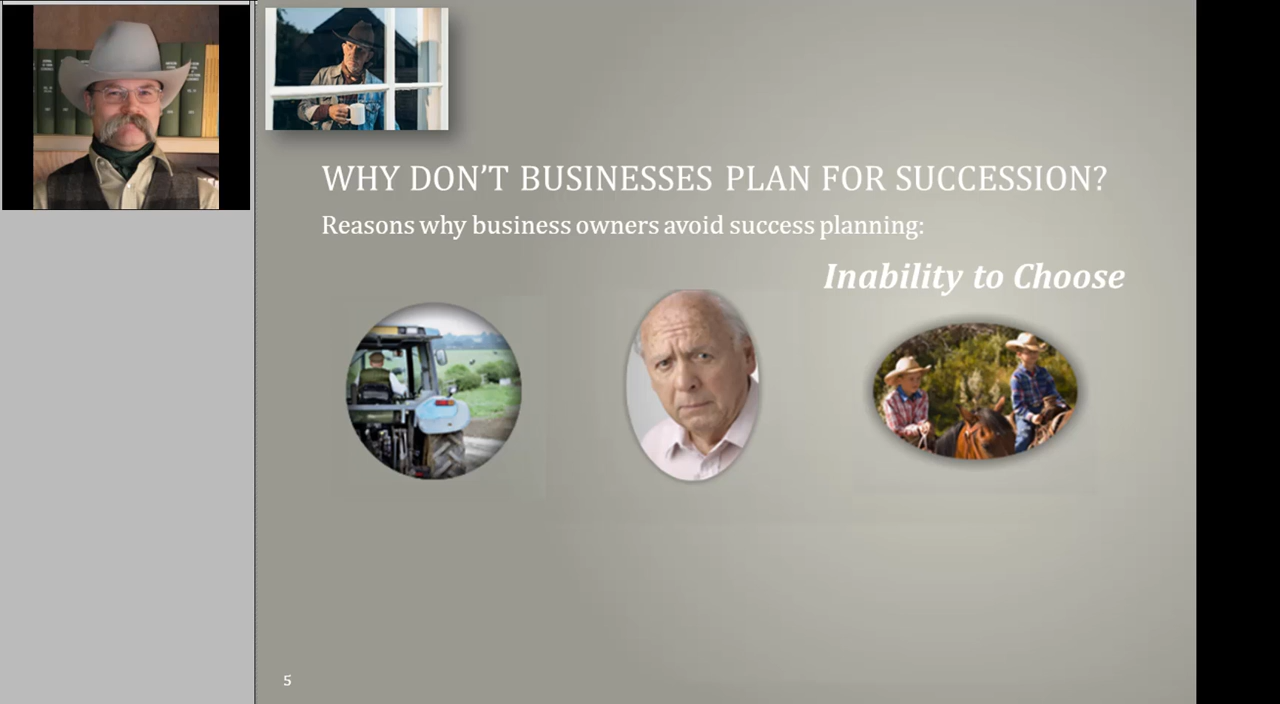 WHY DON'T BUSINESSES PLAN FOR SUCCESSION?
Reasons why business owners avoid success planning:
Inability to Choose
5